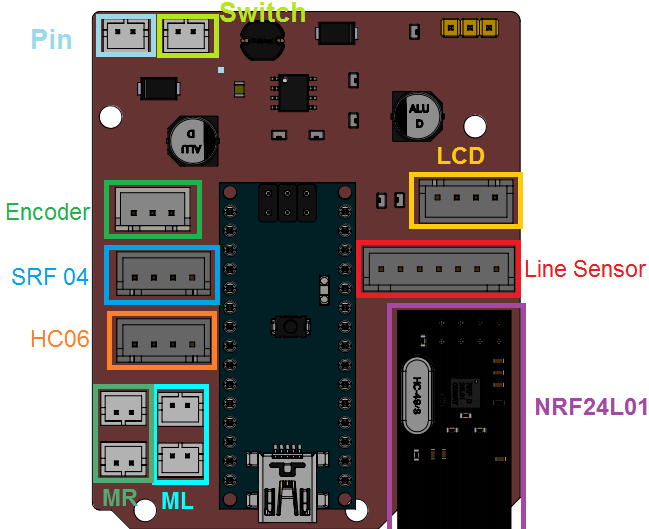 Switch
Pin
ALU
D
ALU
D
LCD
Encoder
SRF 04
Line Sensor
HC06
HC-49/S
NRF24L01
MR
ML